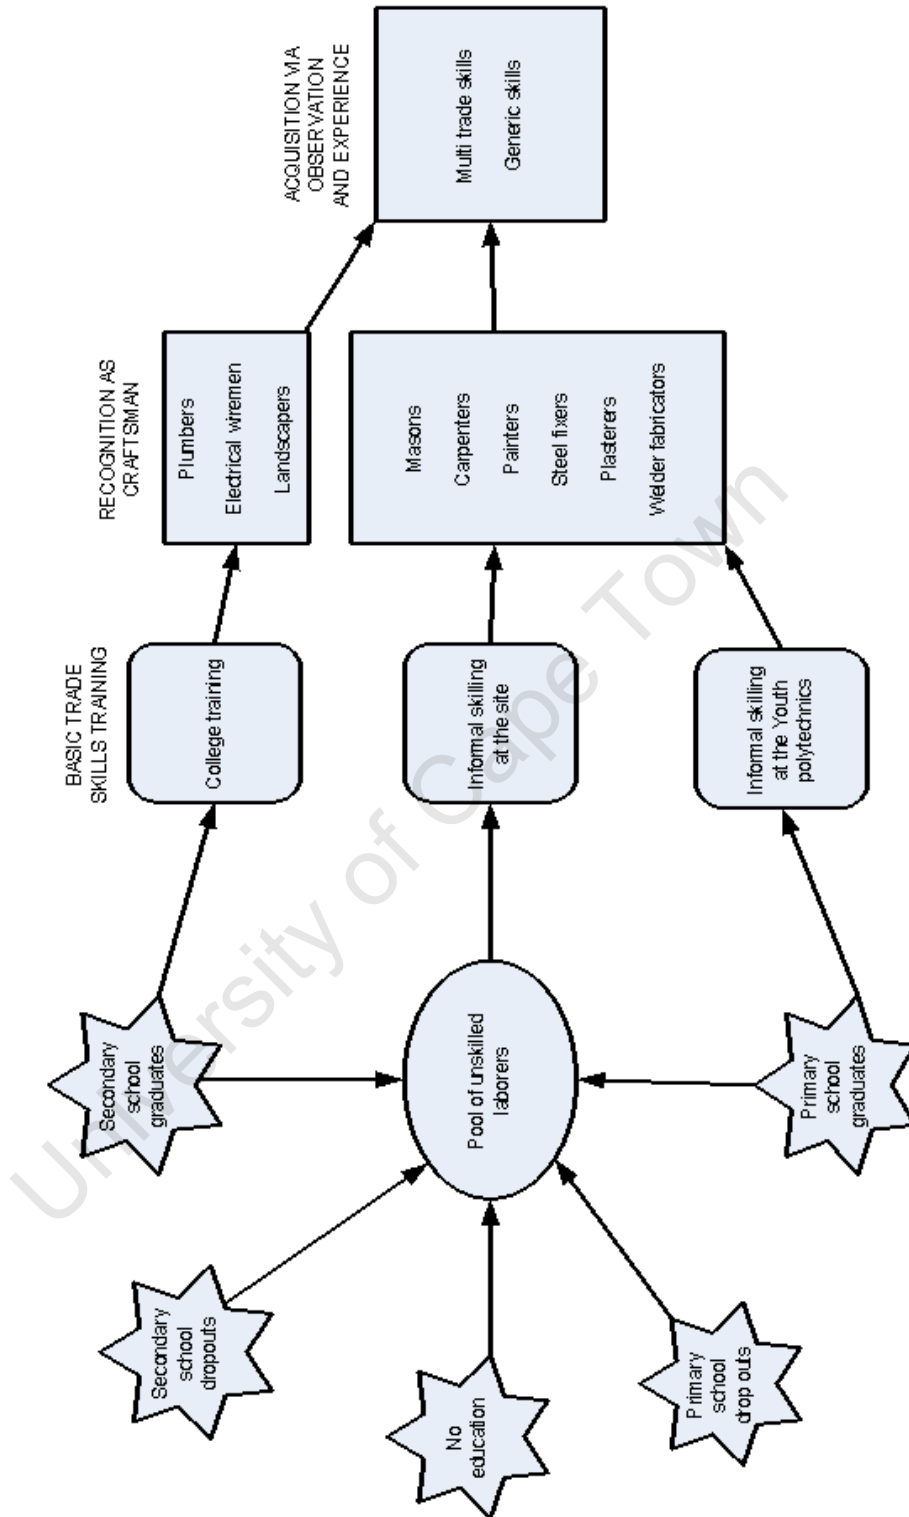 BASIC TRADE
SKILLS TRAINING
RECOGNITION AS
CRAFTSMAN
ACQUISITION VIA
OBSERVATION
AND EXPERIENCE
Secondary
school
graduates
Secondary
school
dropouts
No
education
Primary
school
drop outs
Primary
school
graduates
Pool of unskilled
laborers
College training
Informal skilling
at the site
Informal skilling
at the Youth
polytechnics
Plumbers
Electrical wiremen
Landscapers
Masons
Carpenters
Painters
Steel fixers
Plasterers
Welder fabricators
Multi trade skills
Generic skills
University of Cape Town